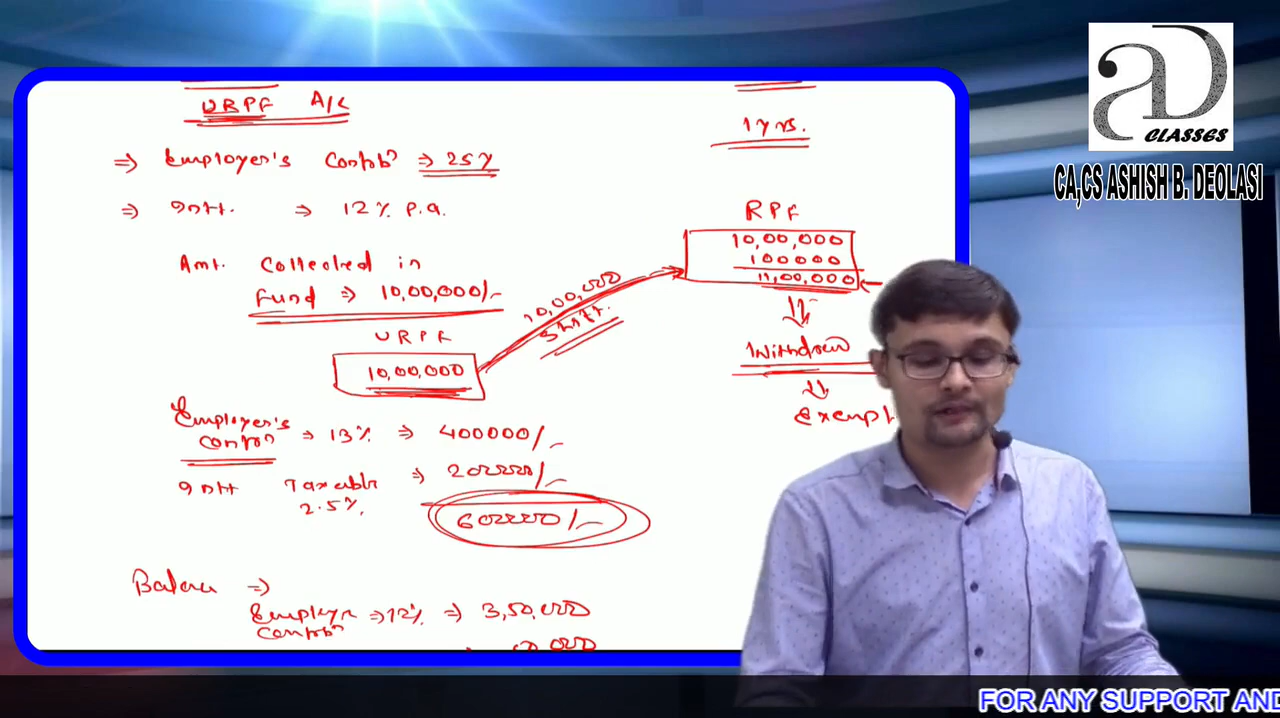 URPF A/C
⇒ Employer's Contbn ⇒ 25%
⇒ Intt. ⇒ 12% P.a.
Amt. Collected in
Fund ⇒ 10,00,000/-
URPF
10,00,000
Employer's
Contbn ⇒ 13% ⇒ 400000/-
Intt Taxable ⇒ 200000/-
2.5%
600000/-
Balance ⇒
Employer ⇒ 12% ⇒ 3,50,000
Contbn
10,00,000
Shift.
1 yrs.
RPF
10,00,000
100000
11,00,000
Withdraw
Exempt
aD
CLASSES
CA,CS ASHISH B. DEOLASI
FOR ANY SUPPORT AND